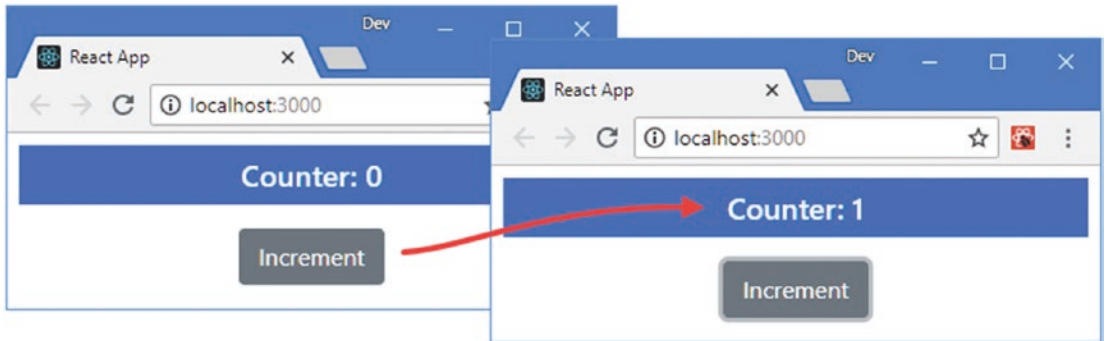 Dev
React App
localhost:3000
Counter: 0
Increment
Dev
React App
localhost:3000
Counter: 1
Increment